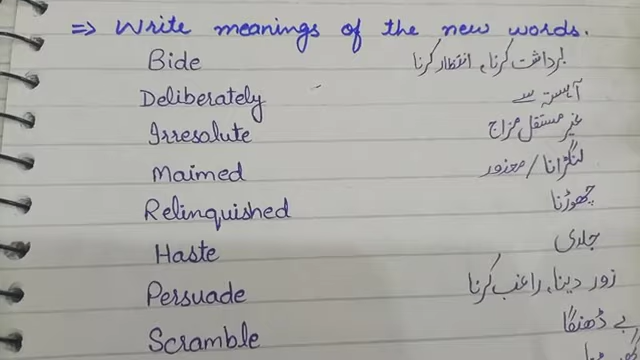 => Write meanings of the new words.
Bide برداشت کرنا، انتظار کرنا
Deliberately آہستہ سے
Irresolute غیر مستقل مزاج
Maimed لنگڑانا / معذور
Relinquished چھوڑنا
Haste جلدی
Persuade زور دینا، راغب کرنا
Scramble بے ڈھنگا